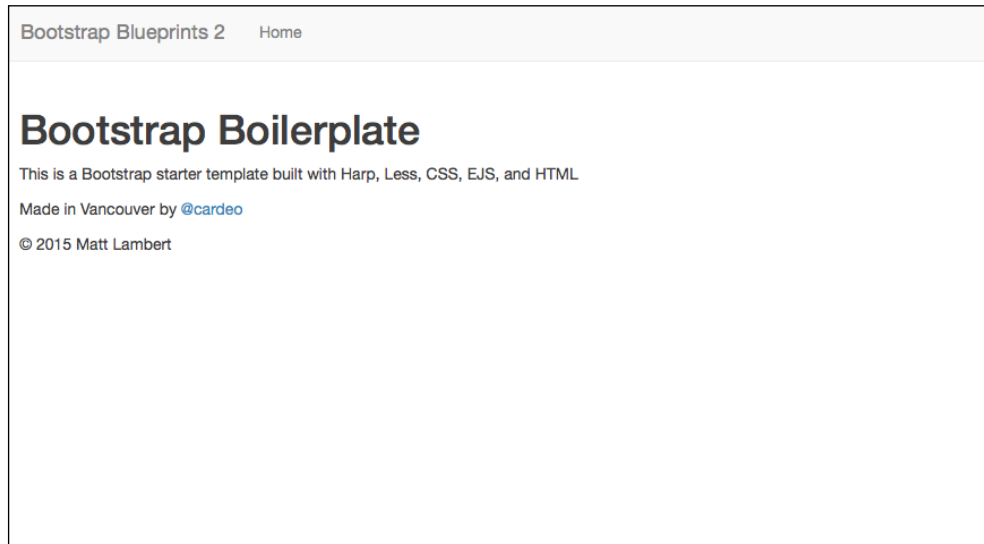 Bootstrap Blueprints 2 Home
Bootstrap Boilerplate
This is a Bootstrap starter template built with Harp, Less, CSS, EJS, and HTML
Made in Vancouver by @cardeo
© 2015 Matt Lambert